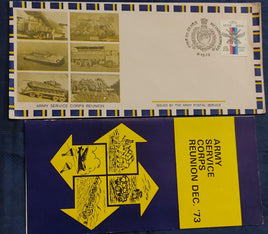 ARMY SERVICE CORPS REUNION
ISSUED BY THE ARMY POSTAL SERVICE
ARMY
SERVICE
CORPS
REUNION DEC. '73